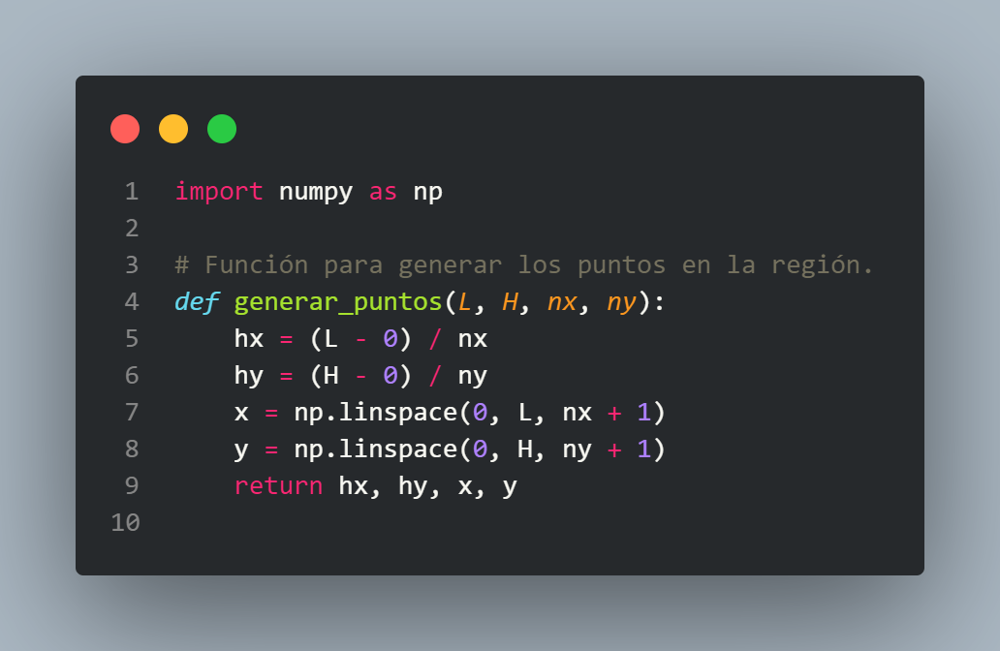 1 import numpy as np
2
3 # Función para generar los puntos en la región.
4 def generar_puntos(L, H, nx, ny):
5     hx = (L - 0) / nx
6     hy = (H - 0) / ny
7     x = np.linspace(0, L, nx + 1)
8     y = np.linspace(0, H, ny + 1)
9     return hx, hy, x, y
10